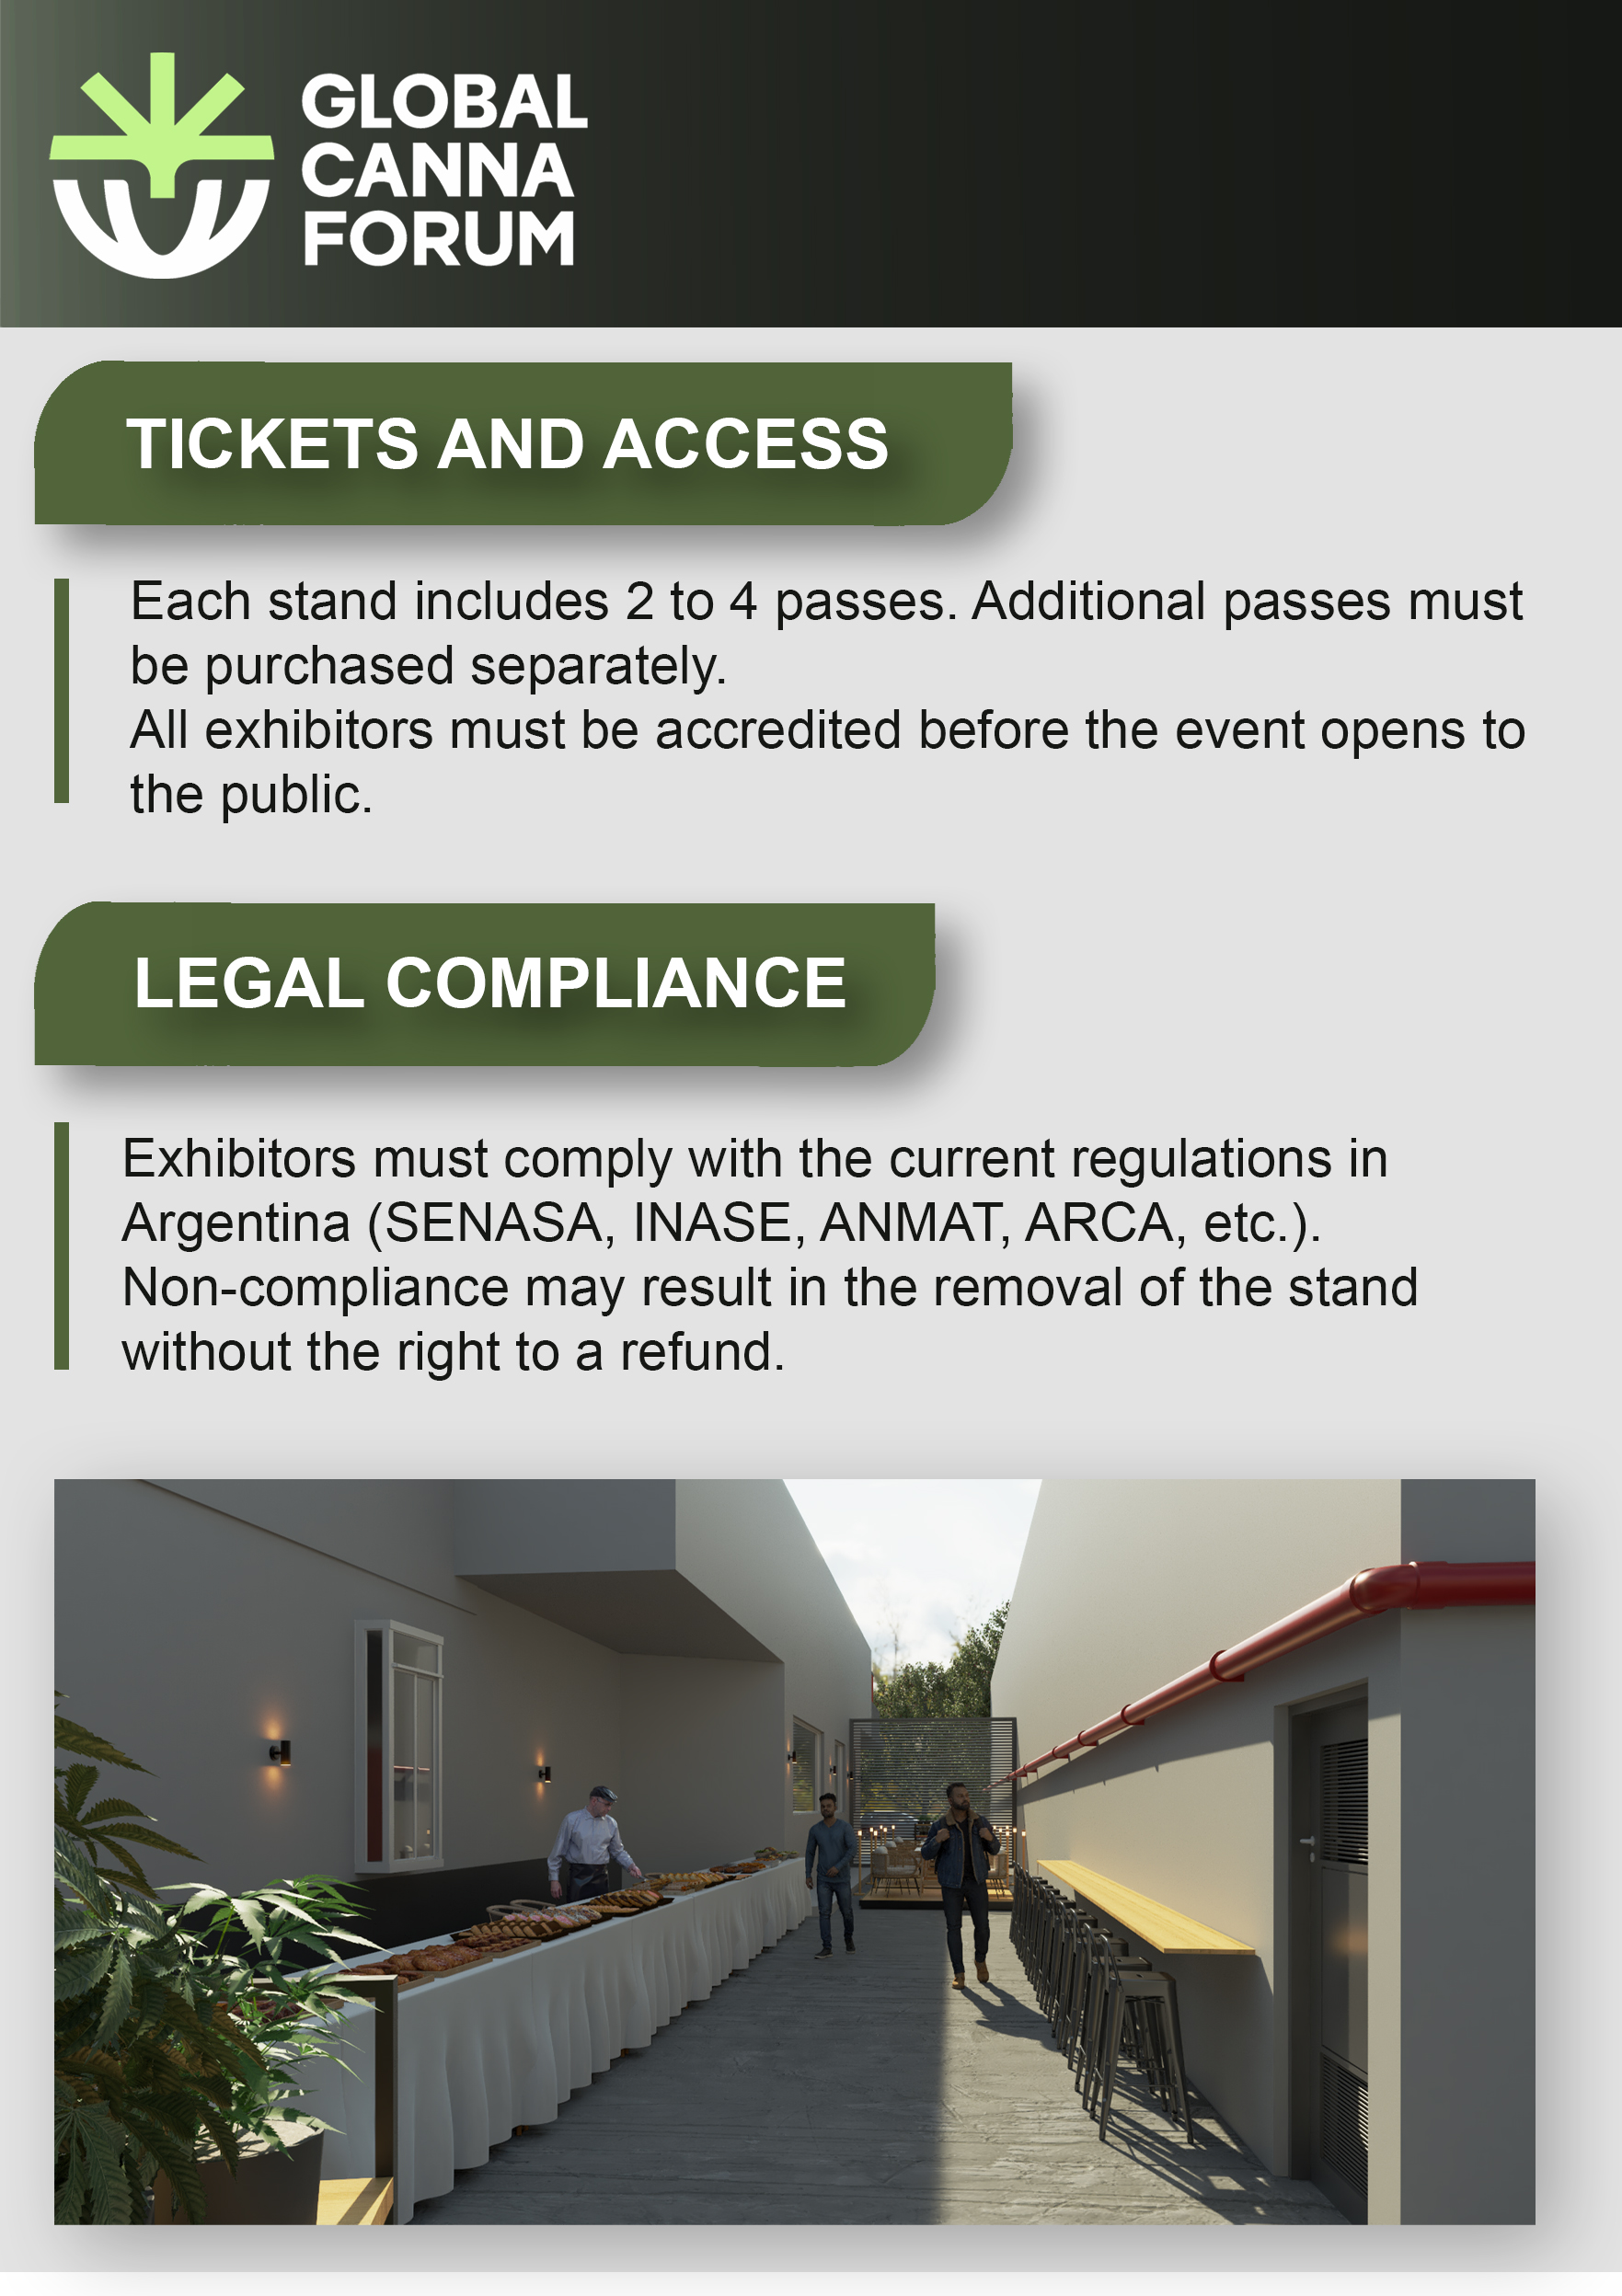 GLOBAL
CANNA
FORUM
TICKETS AND ACCESS
Each stand includes 2 to 4 passes. Additional passes must
be purchased separately.
All exhibitors must be accredited before the event opens to
the public.
LEGAL COMPLIANCE
Exhibitors must comply with the current regulations in
Argentina (SENASA, INASE, ANMAT, ARCA, etc.).
Non-compliance may result in the removal of the stand
without the right to a refund.